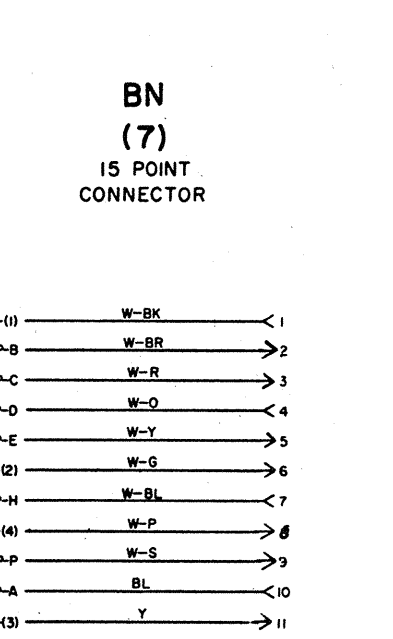 BN
(7)
15 POINT
CONNECTOR
-(1) W-BK 1
-B W-BR 2
-C W-R 3
-D W-O 4
-E W-Y 5
(2) W-G 6
-H W-BL 7
(4) W-P 8
-P W-S 9
-A BL 10
(3) Y 11